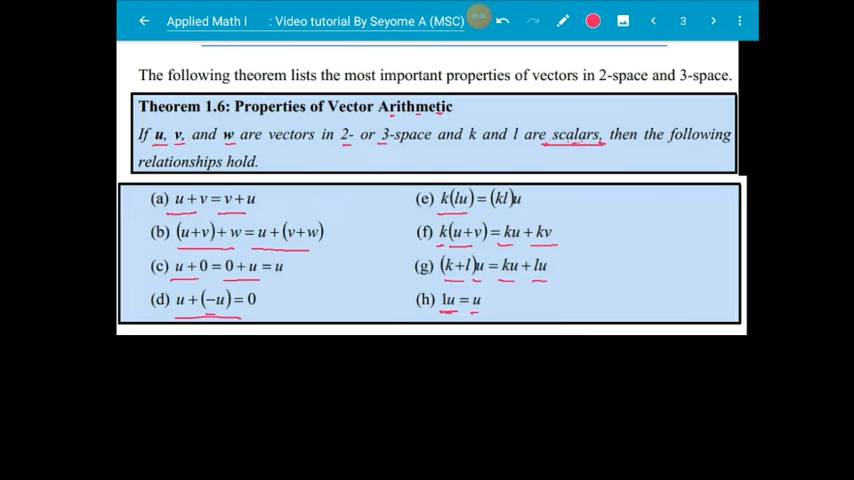 Applied Math I : Video tutorial By Seyome A (MSC)
3
The following theorem lists the most important properties of vectors in 2-space and 3-space.
Theorem 1.6: Properties of Vector Arithmetic
If u, v, and w are vectors in 2- or 3-space and k and l are scalars, then the following
relationships hold.
(a) u+v = v+u
(b) (u+v)+w = u+(v+w)
(c) u+0 = 0+u = u
(d) u+(−u) = 0
(e) k(lu) = (kl)u
(f) k(u+v) = ku+kv
(g) (k+l)u = ku+lu
(h) 1u = u